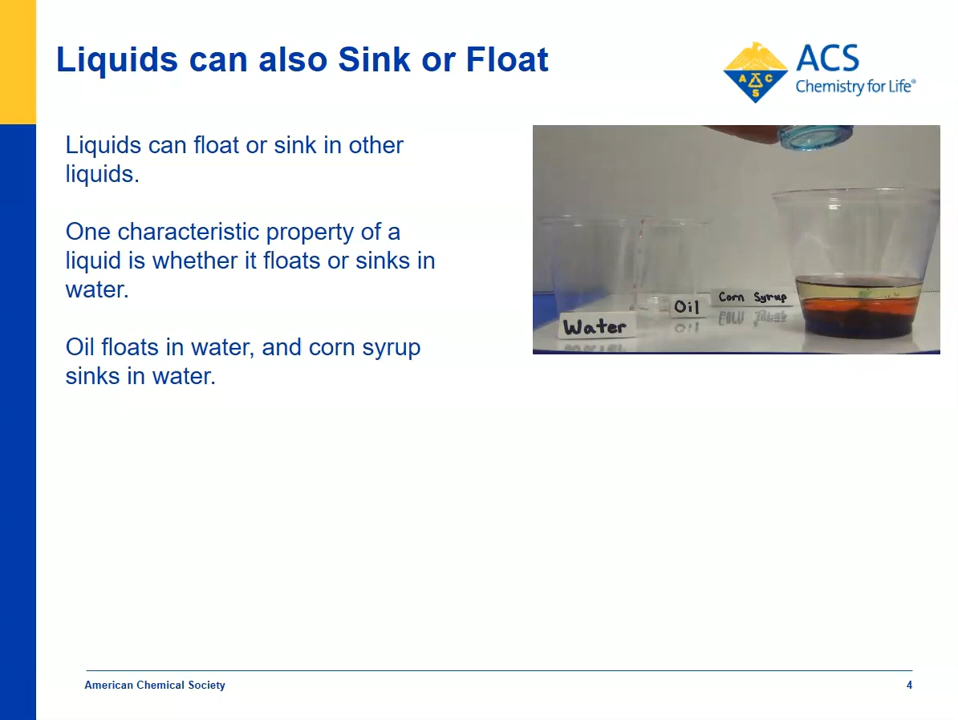 Liquids can also Sink or Float
A C C S
ACS
Chemistry for Life®
Liquids can float or sink in other
liquids.
One characteristic property of a
liquid is whether it floats or sinks in
water.
Oil floats in water, and corn syrup
sinks in water.
Water
Oil
Corn Syrup
American Chemical Society
4